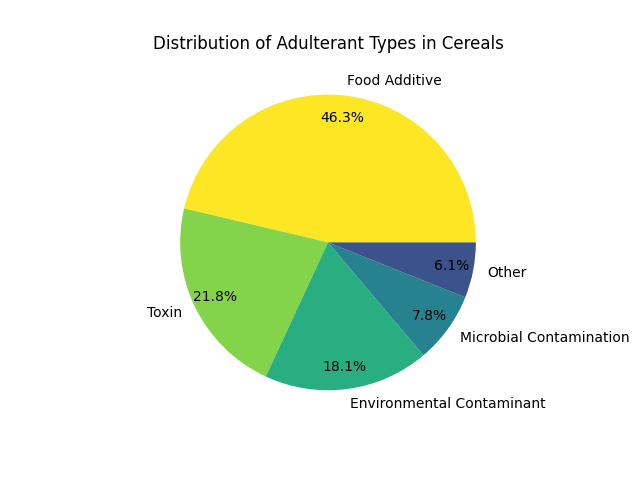 Distribution of Adulterant Types in Cereals
Food Additive
46.3%
Toxin
21.8%
Environmental Contaminant
18.1%
Microbial Contamination
7.8%
Other
6.1%